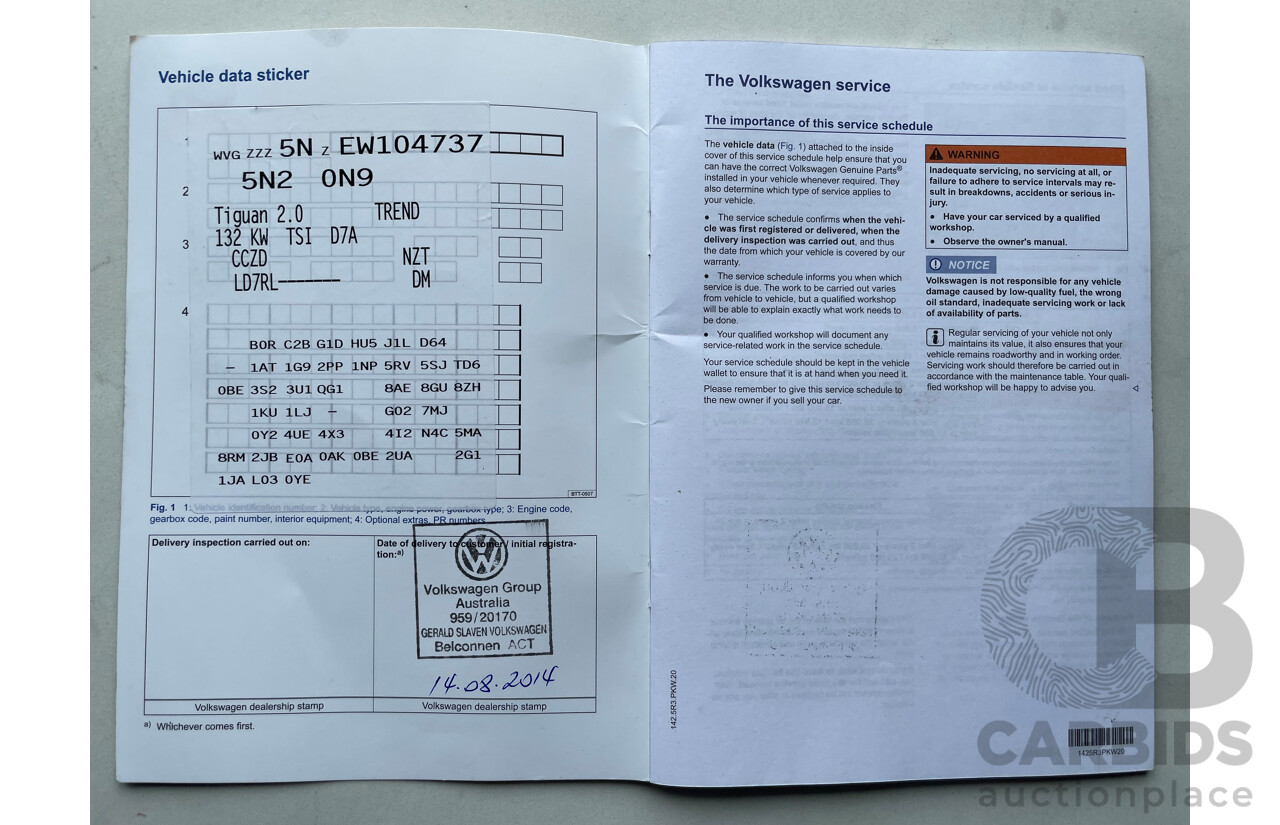 Vehicle data sticker
1
WVG ZZZ 5N Z EW104737
5N2 0N9
2
Tiguan 2.0 TREND
132 KW TSI D7A
3
CCZD NZT
LD7RL------- DM
4
B0R C2B G1D HU5 J1L D64
- 1AT 1G9 2PP 1NP 5RV 5SJ TD6
0BE 3S2 3U1 QG1 8AE 8GU 8ZH
1KU 1LJ - G02 7MJ
0Y2 4UE 4X3 4I2 N4C 5MA
8RM 2JB E0A 0AK 0BE 2UA 2G1
1JA L03 0YE
BTT-0507
Fig. 1 1: Vehicle identification number; 2: Vehicle type, engine power, gearbox type; 3: Engine code,
gearbox code, paint number, interior equipment; 4: Optional extras, PR numbers
Delivery inspection carried out on:
Date of delivery to customer / initial registra-
tion:a)
Volkswagen Group
Australia
959/20170
GERALD SLAVEN VOLKSWAGEN
Belconnen ACT
14.08.2014
Volkswagen dealership stamp
Volkswagen dealership stamp
a) Whichever comes first.
The Volkswagen service
The importance of this service schedule
The vehicle data (Fig. 1) attached to the inside
cover of this service schedule help ensure that you
can have the correct Volkswagen Genuine Parts®
installed in your vehicle whenever required. They
also determine which type of service applies to
your vehicle.
● The service schedule confirms when the vehi-
cle was first registered or delivered, when the
delivery inspection was carried out, and thus
the date from which your vehicle is covered by our
warranty.
● The service schedule informs you when which
service is due. The work to be carried out varies
from vehicle to vehicle, but a qualified workshop
will be able to explain exactly what work needs to
be done.
● Your qualified workshop will document any
service-related work in the service schedule.
Your service schedule should be kept in the vehicle
wallet to ensure that it is at hand when you need it.
Please remember to give this service schedule to
the new owner if you sell your car.
WARNING
Inadequate servicing, no servicing at all, or
failure to adhere to service intervals may re-
sult in breakdowns, accidents or serious in-
jury.
● Have your car serviced by a qualified
workshop.
● Observe the owner's manual.
NOTICE
Volkswagen is not responsible for any vehicle
damage caused by low-quality fuel, the wrong
oil standard, inadequate servicing work or lack
of availability of parts.
Regular servicing of your vehicle not only
maintains its value, it also ensures that your
vehicle remains roadworthy and in working order.
Servicing work should therefore be carried out in
accordance with the maintenance table. Your quali-
fied workshop will be happy to advise you.
142.5R3.PKW.20
1425R3PKW20
CB
CARBIDS
auctionplace